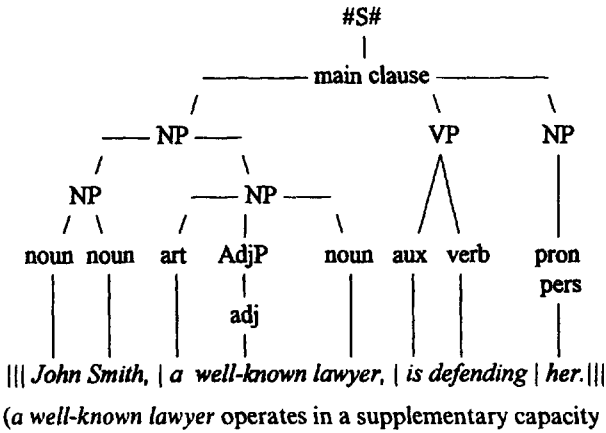 #S#
main clause
NP VP NP
NP NP
noun noun art AdjP noun aux verb pron
pers
adj
||| John Smith, | a well-known lawyer, | is defending | her.|||
(a well-known lawyer operates in a supplementary capacity